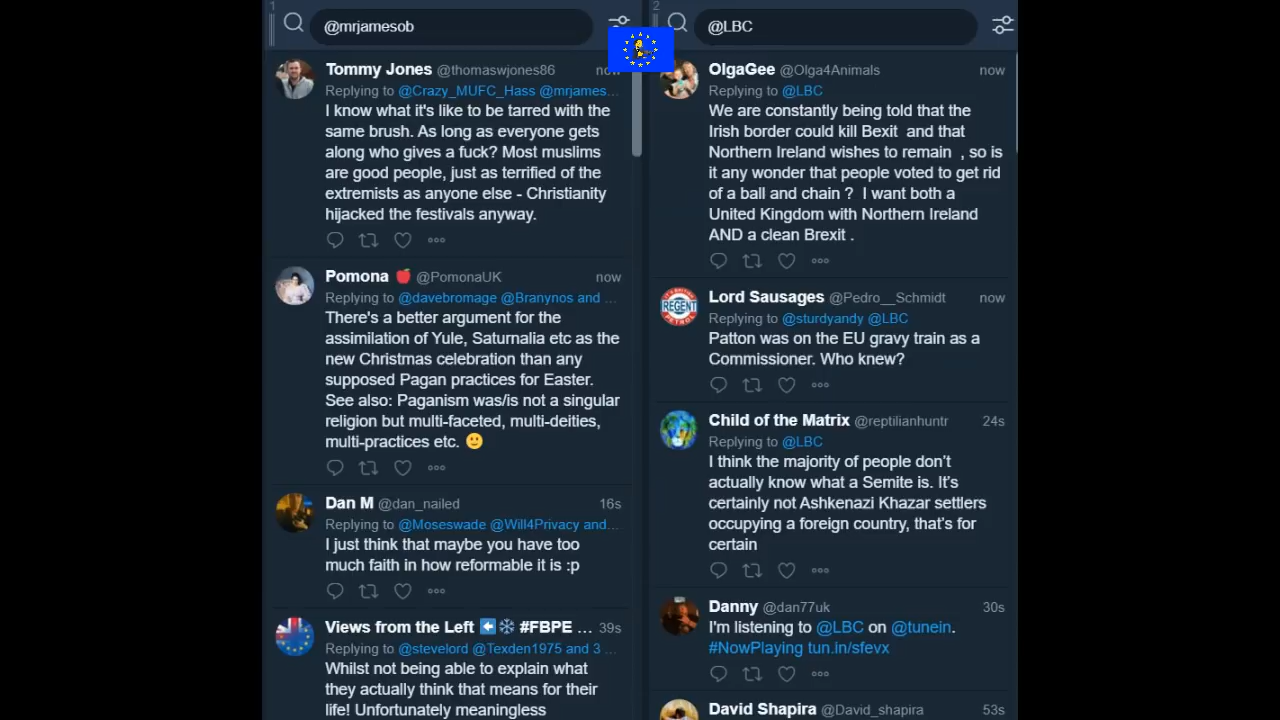 1
@mrjamesob
Tommy Jones @thomaswjones86 now
Replying to @Crazy_MUFC_Hass @mrjames...
I know what it's like to be tarred with the
same brush. As long as everyone gets
along who gives a fuck? Most muslims
are good people, just as terrified of the
extremists as anyone else - Christianity
hijacked the festivals anyway.
Pomona @PomonaUK now
Replying to @davebromage @Branynos and ...
There's a better argument for the
assimilation of Yule, Saturnalia etc as the
new Christmas celebration than any
supposed Pagan practices for Easter.
See also: Paganism was/is not a singular
religion but multi-faceted, multi-deities,
multi-practices etc. 🙂
Dan M @dan_nailed 16s
Replying to @Moseswade @Will4Privacy and...
I just think that maybe you have too
much faith in how reformable it is :p
Views from the Left ⬅️❄️ #FBPE ... 39s
Replying to @stevelord @Texden1975 and 3 ...
Whilst not being able to explain what
they actually think that means for their
life! Unfortunately meaningless
2
@LBC
OlgaGee @Olga4Animals now
Replying to @LBC
We are constantly being told that the
Irish border could kill Bexit and that
Northern Ireland wishes to remain , so is
it any wonder that people voted to get rid
of a ball and chain ? I want both a
United Kingdom with Northern Ireland
AND a clean Brexit .
Lord Sausages @Pedro__Schmidt now
Replying to @sturdyandy @LBC
Patton was on the EU gravy train as a
Commissioner. Who knew?
REGENT
Child of the Matrix @reptilianhuntr 24s
Replying to @LBC
I think the majority of people don't
actually know what a Semite is. It's
certainly not Ashkenazi Khazar settlers
occupying a foreign country, that's for
certain
Danny @dan77uk 30s
I'm listening to @LBC on @tunein.
#NowPlaying tun.in/sfevx
David Shapira @David_shapira 53s